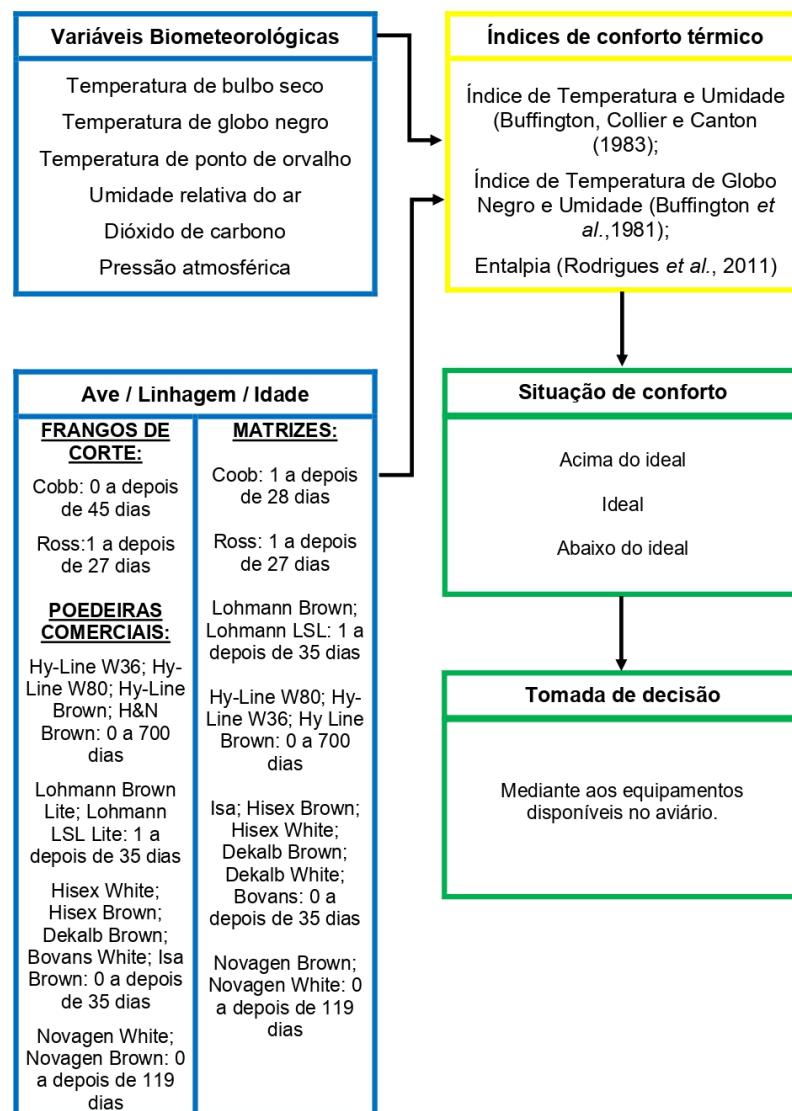 Variáveis Biometeorológicas
Temperatura de bulbo seco
Temperatura de globo negro
Temperatura de ponto de orvalho
Umidade relativa do ar
Dióxido de carbono
Pressão atmosférica
Índices de conforto térmico
Índice de Temperatura e Umidade
(Buffington, Collier e Canton
(1983);
Índice de Temperatura de Globo
Negro e Umidade (Buffington et
al.,1981);
Entalpia (Rodrigues et al., 2011)
Ave / Linhagem / Idade
FRANGOS DE
CORTE:
Cobb: 0 a depois
de 45 dias
Ross:1 a depois
de 27 dias
POEDEIRAS
COMERCIAIS:
Hy-Line W36; Hy-
Line W80; Hy-Line
Brown; H&N
Brown: 0 a 700
dias
Lohmann Brown
Lite; Lohmann
LSL Lite: 1 a
depois de 35 dias
Hisex White;
Hisex Brown;
Dekalb Brown;
Bovans White; Isa
Brown: 0 a depois
de 35 dias
Novagen White;
Novagen Brown: 0
a depois de 119
dias
MATRIZES:
Coob: 1 a depois
de 28 dias
Ross: 1 a depois
de 27 dias
Lohmann Brown;
Lohmann LSL: 1 a
depois de 35 dias
Hy-Line W80; Hy-
Line W36; Hy Line
Brown: 0 a 700
dias
Isa; Hisex Brown;
Hisex White;
Dekalb Brown;
Dekalb White;
Bovans: 0 a
depois de 35 dias
Novagen Brown;
Novagen White: 0
a depois de 119
dias
Situação de conforto
Acima do ideal
Ideal
Abaixo do ideal
Tomada de decisão
Mediante aos equipamentos
disponíveis no aviário.